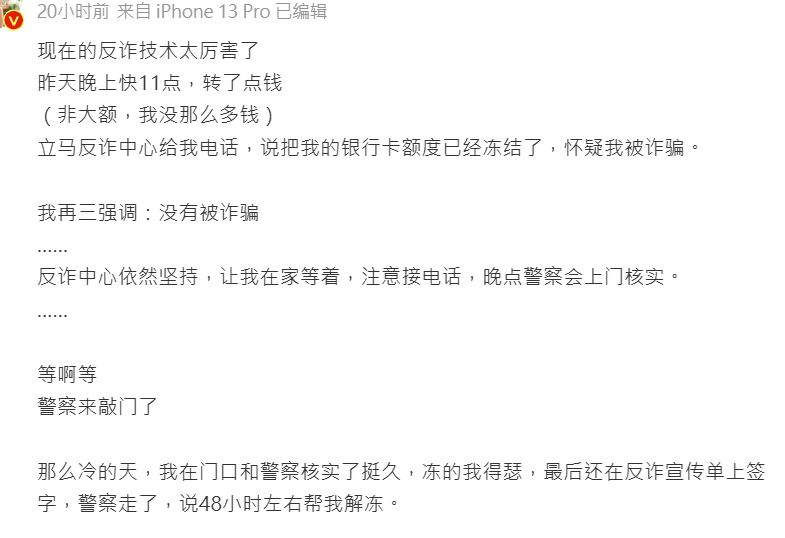 20小时前 来自 iPhone 13 Pro 已编辑
现在的反诈技术太厉害了
昨天晚上快11点，转了点钱
（非大额，我没那么多钱）
立马反诈中心给我电话，说把我的银行卡额度已经冻结了，怀疑我被诈骗。
我再三强调：没有被诈骗
……
反诈中心依然坚持，让我在家等着，注意接电话，晚点警察会上门核实。
……
等啊等
警察来敲门了
那么冷的天，我在门口和警察核实了挺久，冻的我得瑟，最后还在反诈宣传单上签
字，警察走了，说48小时左右帮我解冻。